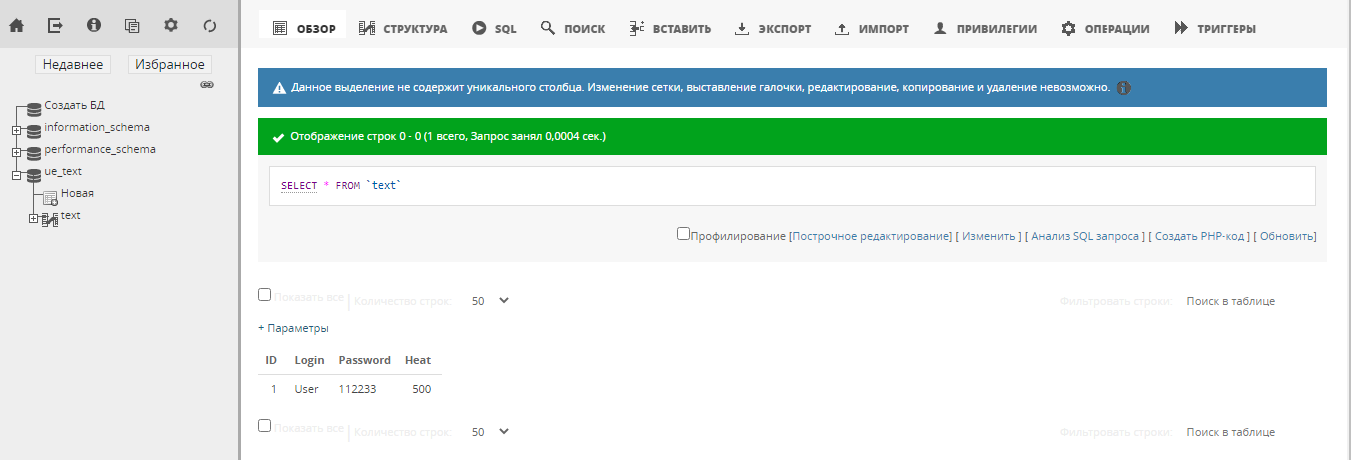 ОБЗОР СТРУКТУРА SQL ПОИСК ВСТАВИТЬ ЭКСПОРТ ИМПОРТ ПРИВИЛЕГИИ ОПЕРАЦИИ ТРИГГЕРЫ
Недавнее Избранное
Создать БД
information_schema
performance_schema
ue_text
Новая
text
Данное выделение не содержит уникального столбца. Изменение сетки, выставление галочки, редактирование, копирование и удаление невозможно.
Отображение строк 0 - 0 (1 всего, Запрос занял 0,0004 сек.)
SELECT * FROM `text`
Профилирование [Построчное редактирование] [ Изменить ] [ Анализ SQL запроса ] [ Создать PHP-код ] [ Обновить]
Показать все | Количество строк: 50 Фильтровать строки: Поиск в таблице
+ Параметры
ID Login Password Heat
1 User 112233 500
Показать все | Количество строк: 50 Фильтровать строки: Поиск в таблице